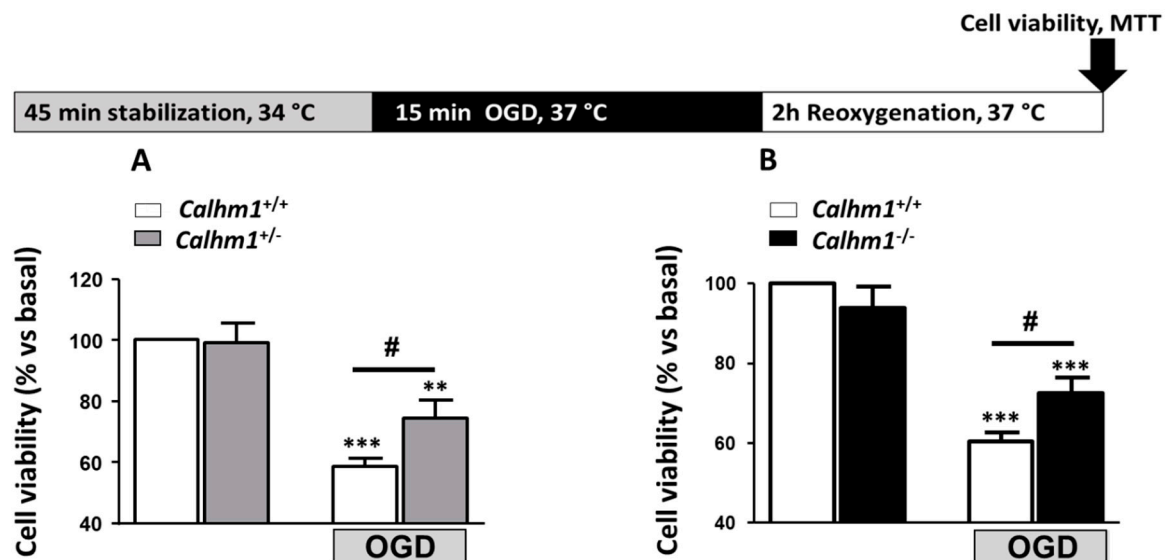 Cell viability, MTT
45 min stabilization, 34 °C
15 min OGD, 37 °C
2h Reoxygenation, 37 °C
A
Calhm1+/+
Calhm1+/-
Cell viability (% vs basal)
120
100
80
60
40
#
***
**
OGD
B
Calhm1+/+
Calhm1-/-
Cell viability (% vs basal)
100
80
60
40
#
***
***
OGD